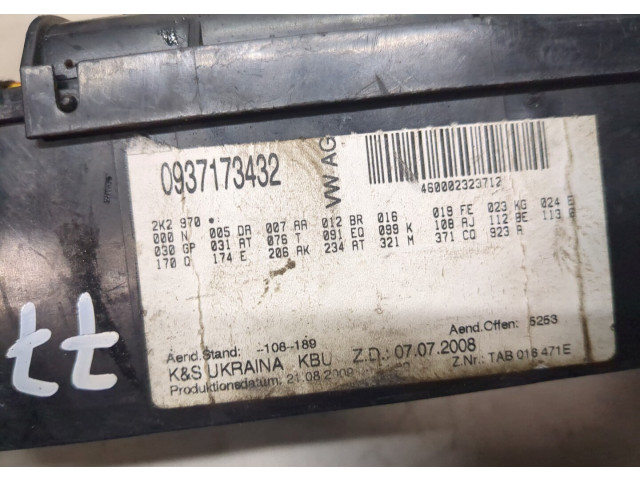 0937173432
VW AG
460002323712
2K2 970
000 N 005 DA 007 AA 012 BR 016 019 FE 023 KG 024
030 GP 031 AT 076 T 091 EQ 099 K 108 AJ 112 BE 113
170 Q 174 E 206 AK 234 AT 321 M 371 CQ 923 A
Aend.Stand: --108--189 Aend.Offen: 5253
K&S UKRAINA KBU Z.D.: 07.07.2008
Produktionsdatum: 21.08.2008 Z.Nr.: TAB 016 471E
tt